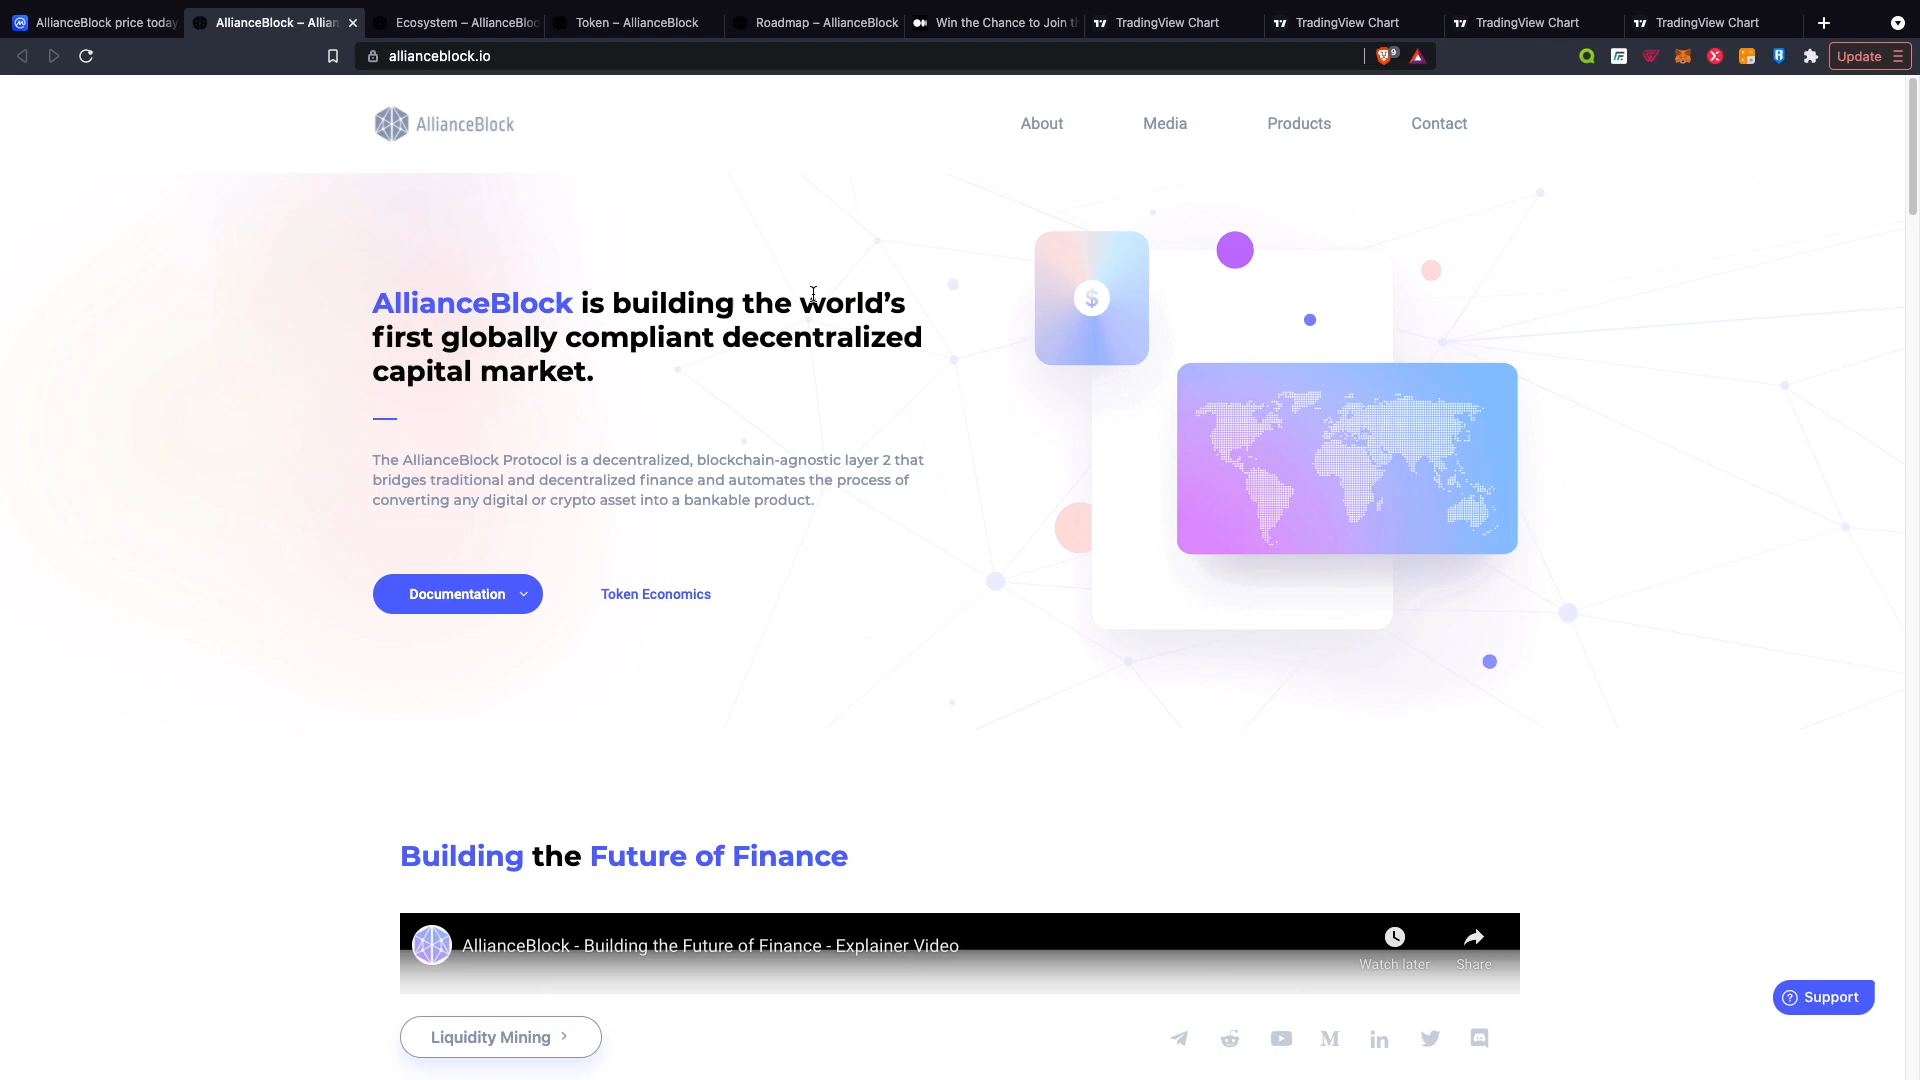 AllianceBlock price today
AllianceBlock – Allian
Ecosystem – AllianceBloc
Token – AllianceBlock
Roadmap – AllianceBlock
Win the Chance to Join t
TradingView Chart
TradingView Chart
TradingView Chart
TradingView Chart
allianceblock.io
9
Update
AllianceBlock
About
Media
Products
Contact
AllianceBlock is building the world’s
first globally compliant decentralized
capital market.
The AllianceBlock Protocol is a decentralized, blockchain-agnostic layer 2 that
bridges traditional and decentralized finance and automates the process of
converting any digital or crypto asset into a bankable product.
$
Documentation
Token Economics
Building the Future of Finance
AllianceBlock - Building the Future of Finance - Explainer Video
Watch later
Share
Support
Liquidity Mining